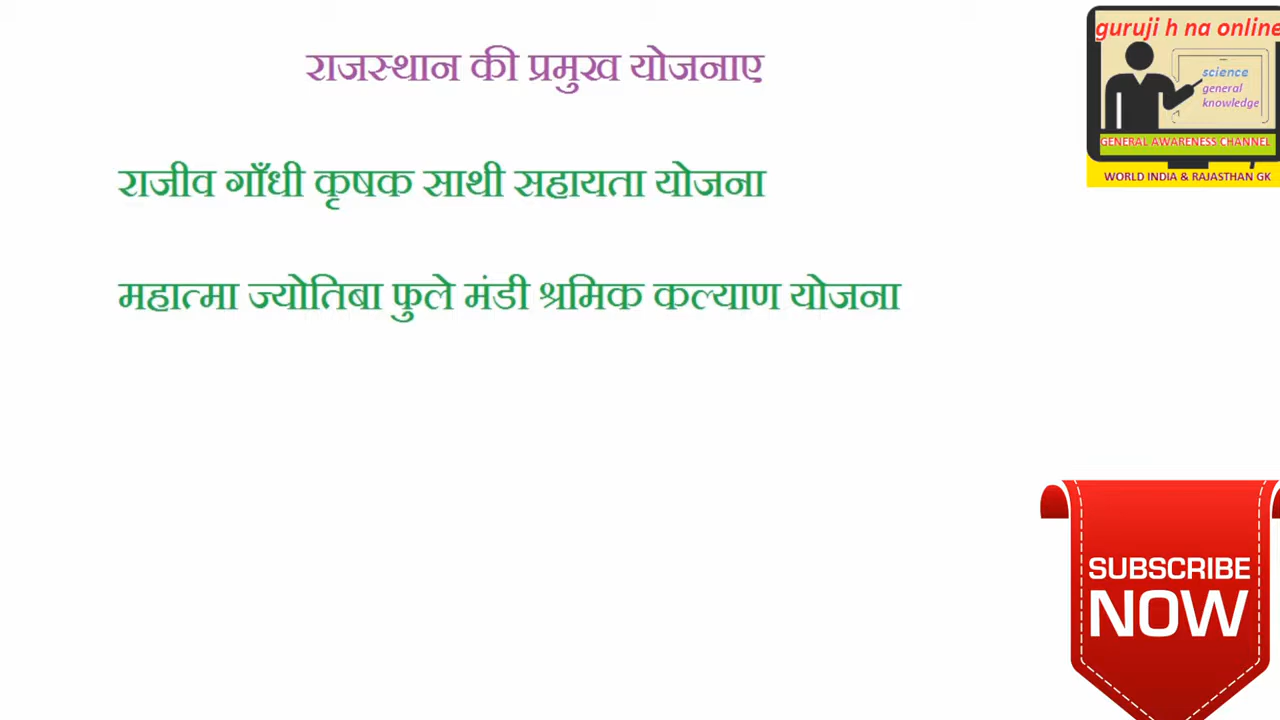 राजस्थान की प्रमुख योजनाए
राजीव गाँधी कृषक साथी सहायता योजना
महात्मा ज्योतिबा फुले मंडी श्रमिक कल्याण योजना
guruji h na online
science
general
knowledge
GENERAL AWARENESS CHANNEL
WORLD INDIA & RAJASTHAN GK
SUBSCRIBE
NOW